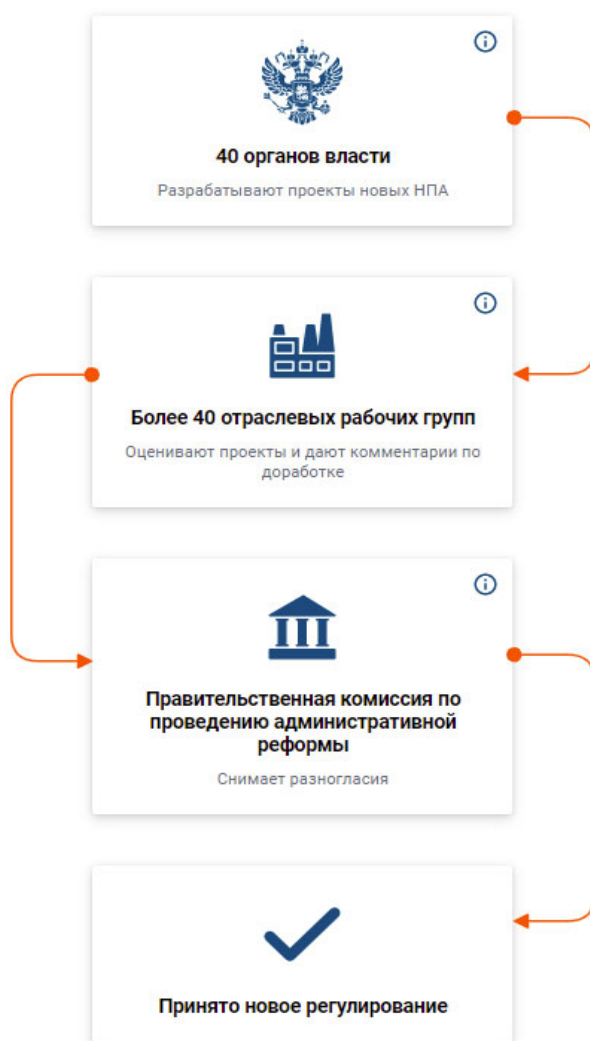 40 органов власти
Разрабатывают проекты новых НПА
Более 40 отраслевых рабочих групп
Оценивают проекты и дают комментарии по
доработке
Правительственная комиссия по
проведению административной
реформы
Снимает разногласия
Принято новое регулирование